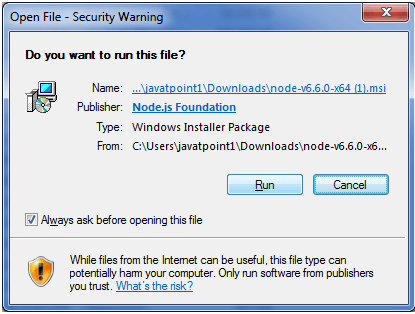 Open File - Security Warning
Do you want to run this file?
Name: ...\javatpoint1\Downloads\node-v6.6.0-x64 (1).msi
Publisher: Node.js Foundation
Type: Windows Installer Package
From: C:\Users\javatpoint1\Downloads\node-v6.6.0-x6...
Run Cancel
Always ask before opening this file
While files from the Internet can be useful, this file type can
potentially harm your computer. Only run software from publishers
you trust. What's the risk?